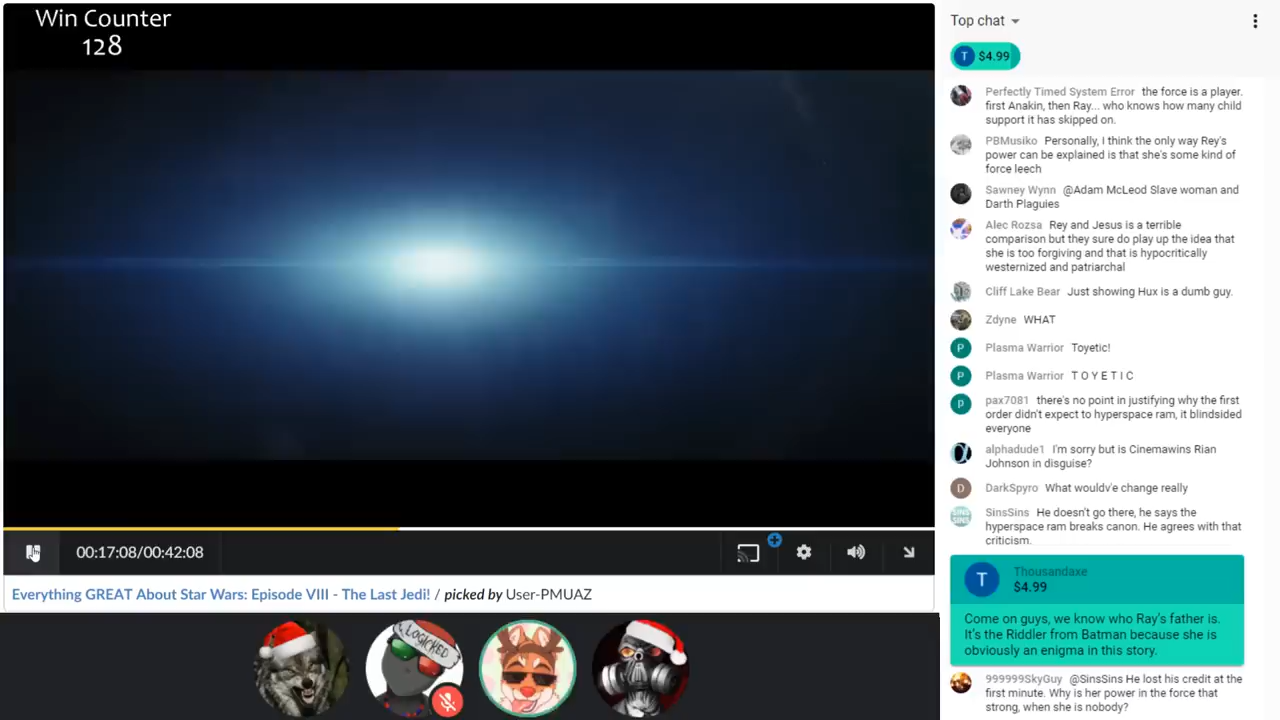 Win Counter
128
00:17:08/00:42:08
Everything GREAT About Star Wars: Episode VIII - The Last Jedi! / picked by User-PMUAZ
LOGICKED
Top chat
T $4.99
Perfectly Timed System Error the force is a player.
first Anakin, then Ray... who knows how many child
support it has skipped on.
PBMusiko Personally, I think the only way Rey's
power can be explained is that she's some kind of
force leech
Sawney Wynn @Adam McLeod Slave woman and
Darth Plaguies
Alec Rozsa Rey and Jesus is a terrible
comparison but they sure do play up the idea that
she is too forgiving and that is hypocritically
westernized and patriarchal
Cliff Lake Bear Just showing Hux is a dumb guy.
Zdyne WHAT
P Plasma Warrior Toyetic!
P Plasma Warrior T O Y E T I C
P pax7081 there's no point in justifying why the first
order didn't expect to hyperspace ram, it blindsided
everyone
alphadude1 I'm sorry but is Cinemawins Rian
Johnson in disguise?
D DarkSpyro What wouldv'e change really
SinsSins He doesn't go there, he says the
hyperspace ram breaks canon. He agrees with that
criticism.
T Thousandaxe
$4.99
Come on guys, we know who Ray's father is.
It's the Riddler from Batman because she is
obviously an enigma in this story.
999999SkyGuy @SinsSins He lost his credit at the
first minute. Why is her power in the force that
strong, when she is nobody?